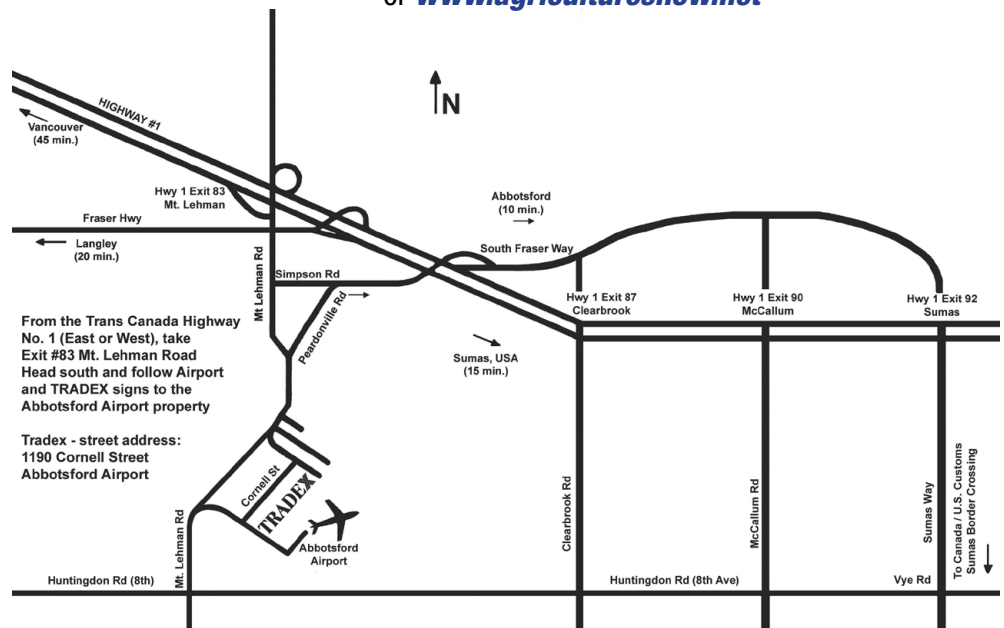 or www.agricultureshow.net
N
HIGHWAY #1
Vancouver
(45 min.)
Hwy 1 Exit 83
Mt. Lehman
Fraser Hwy
Langley
(20 min.)
Mt Lehman Rd
Simpson Rd
Peardonville Rd
Abbotsford
(10 min.)
South Fraser Way
Hwy 1 Exit 87
Clearbrook
Hwy 1 Exit 90
McCallum
Hwy 1 Exit 92
Sumas
Sumas, USA
(15 min.)
From the Trans Canada Highway
No. 1 (East or West), take
Exit #83 Mt. Lehman Road
Head south and follow Airport
and TRADEX signs to the
Abbotsford Airport property
Tradex - street address:
1190 Cornell Street
Abbotsford Airport
Cornell St
TRADEX
Abbotsford
Airport
Mt. Lehman Rd
Clearbrook Rd
McCallum Rd
Sumas Way
To Canada / U.S. Customs
Sumas Border Crossing
Huntingdon Rd (8th)
Huntingdon Rd (8th Ave)
Vye Rd